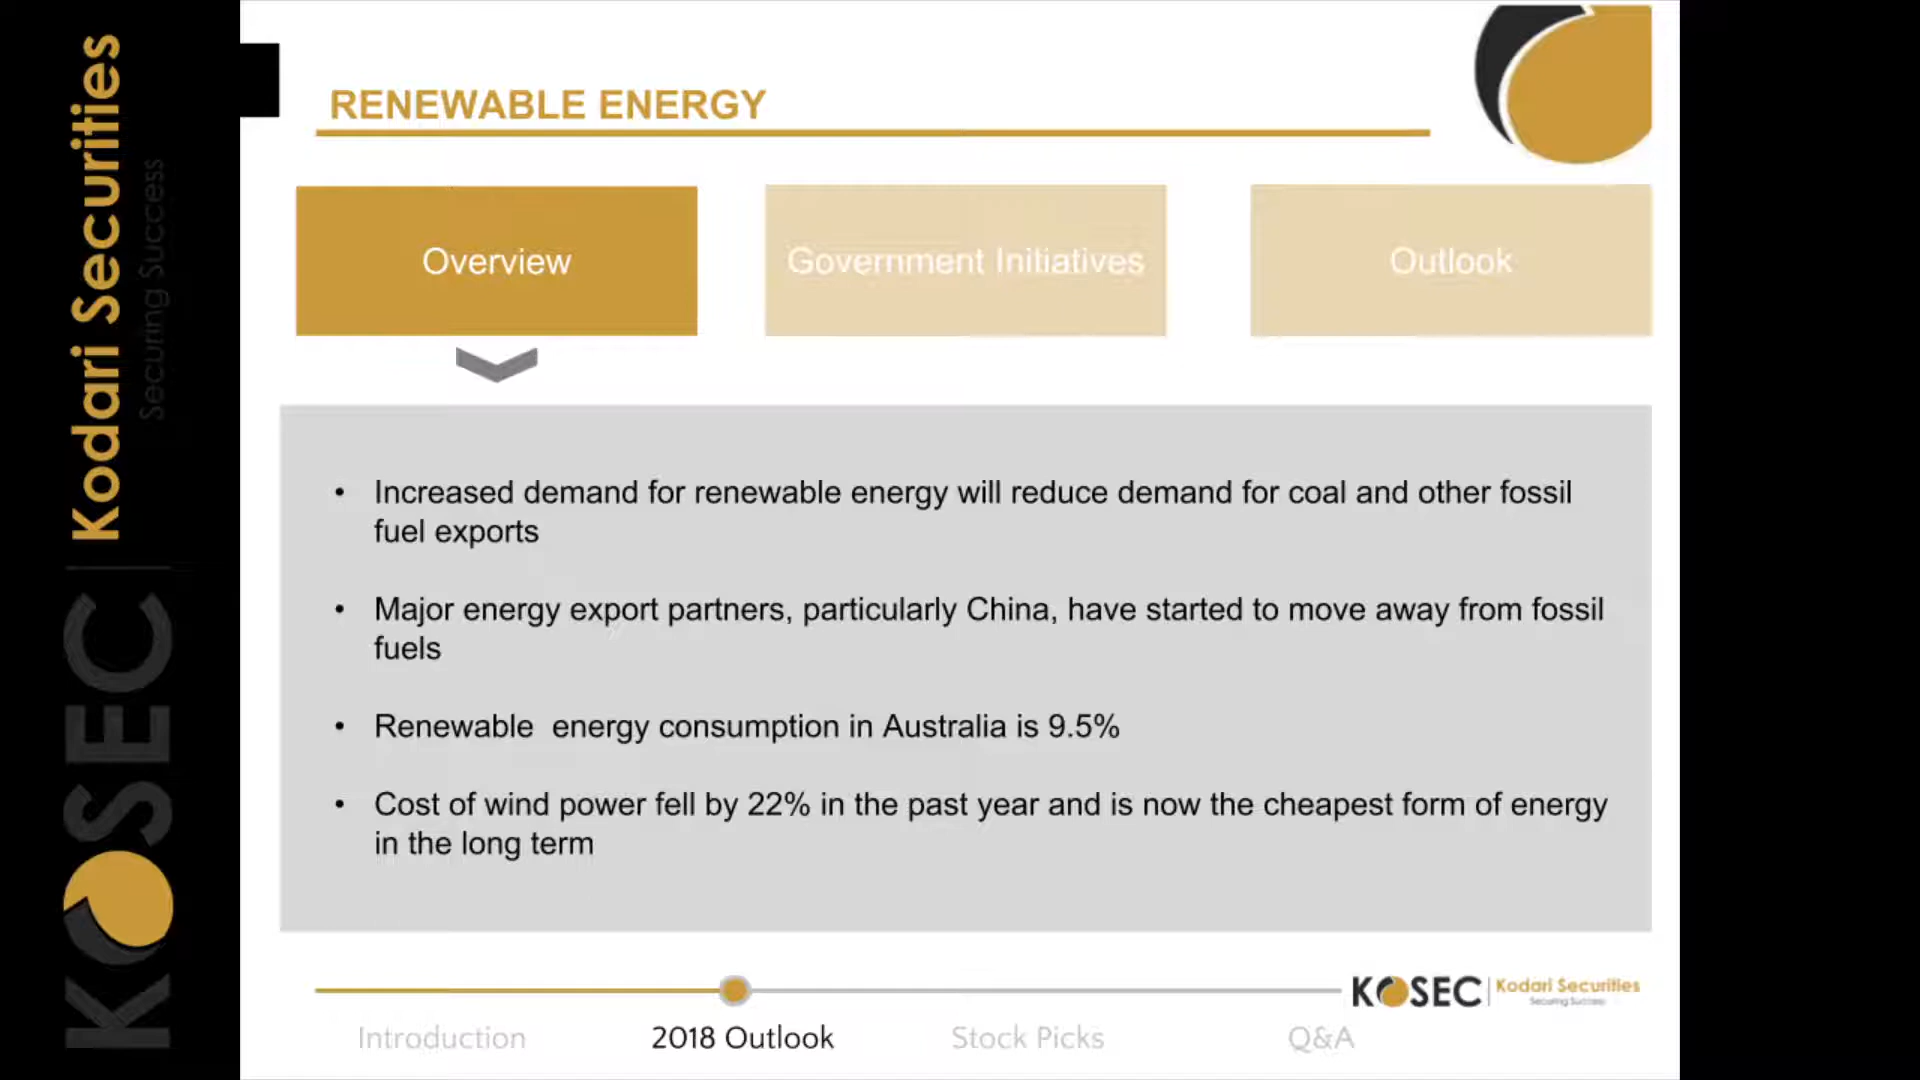 KOSEC | Kodari Securities
Securing Success
RENEWABLE ENERGY
Overview
Government Initiatives
Outlook
• Increased demand for renewable energy will reduce demand for coal and other fossil
fuel exports
• Major energy export partners, particularly China, have started to move away from fossil
fuels
• Renewable  energy consumption in Australia is 9.5%
• Cost of wind power fell by 22% in the past year and is now the cheapest form of energy
in the long term
KOSEC | Kodari Securities
Securing Success
Introduction
2018 Outlook
Stock Picks
Q&A